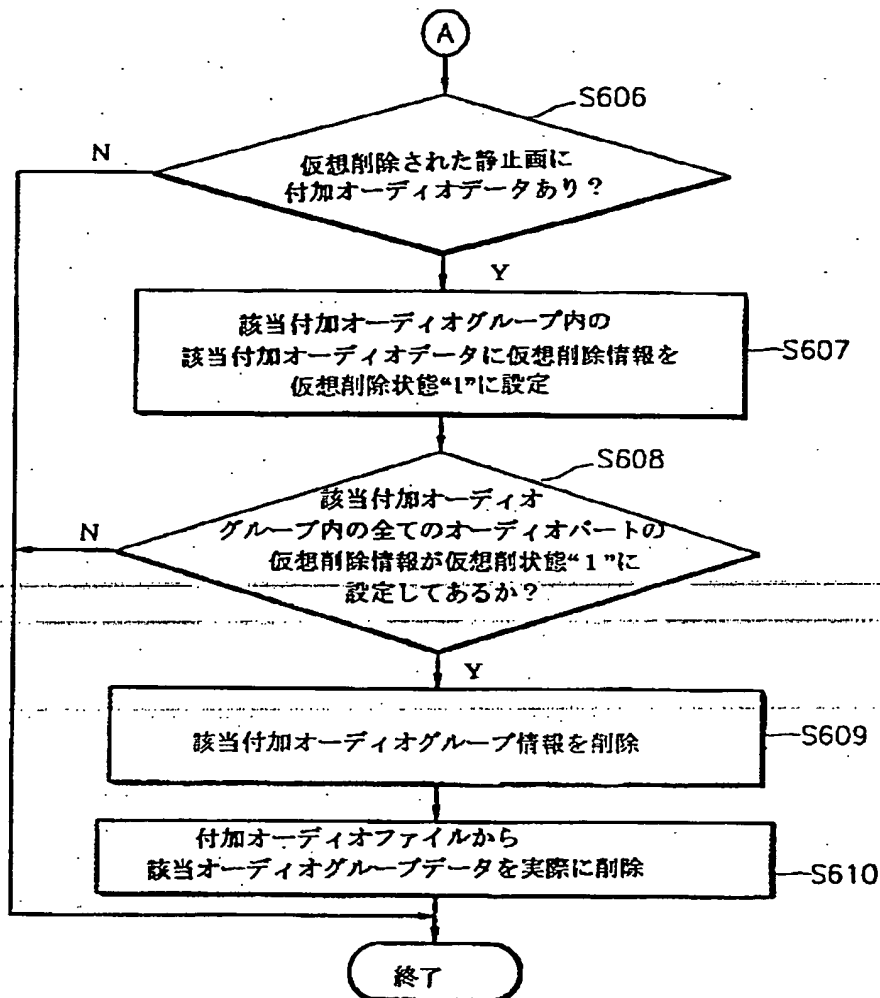 A
S606
N
仮想削除された静止画に
付加オーディオデータあり？
Y
該当付加オーディオグループ内の
該当付加オーディオデータに仮想削除情報を
仮想削除状態“1”に設定
S607
S608
該当付加オーディオ
グループ内の全てのオーディオパートの
仮想削除情報が仮想削状態“1”に
設定してあるか？
N
Y
該当付加オーディオグループ情報を削除
S609
付加オーディオファイルから
該当オーディオグループデータを実際に削除
S610
終了